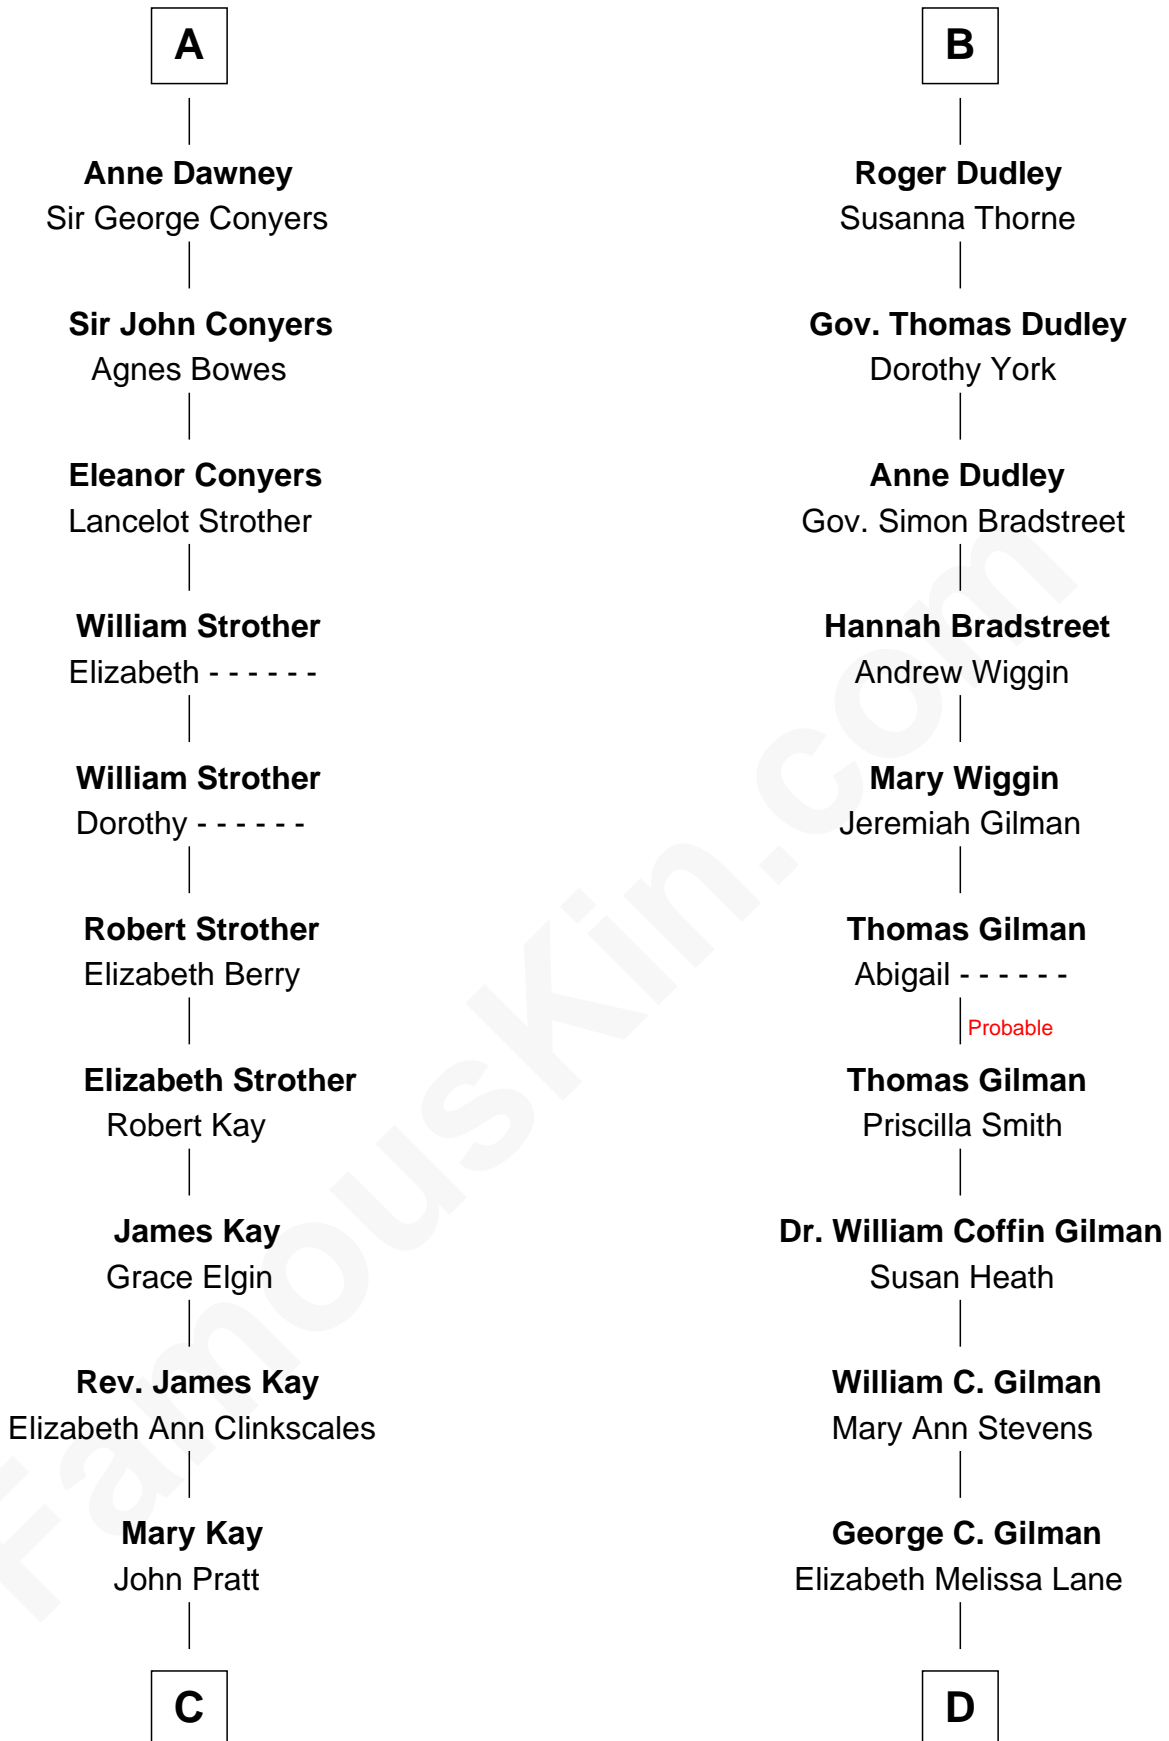 A
Anne Dawney
Sir George Conyers
Sir John Conyers
Agnes Bowes
Eleanor Conyers
Lancelot Strother
William Strother
Elizabeth - - - - - -
William Strother
Dorothy - - - - - -
Robert Strother
Elizabeth Berry
Elizabeth Strother
Robert Kay
James Kay
Grace Elgin
Rev. James Kay
Elizabeth Ann Clinkscales
Mary Kay
John Pratt
C
B
Roger Dudley
Susanna Thorne
Gov. Thomas Dudley
Dorothy York
Anne Dudley
Gov. Simon Bradstreet
Hannah Bradstreet
Andrew Wiggin
Mary Wiggin
Jeremiah Gilman
Thomas Gilman
Abigail - - - - - -
Probable
Thomas Gilman
Priscilla Smith
Dr. William Coffin Gilman
Susan Heath
William C. Gilman
Mary Ann Stevens
George C. Gilman
Elizabeth Melissa Lane
D
FamousKin.com